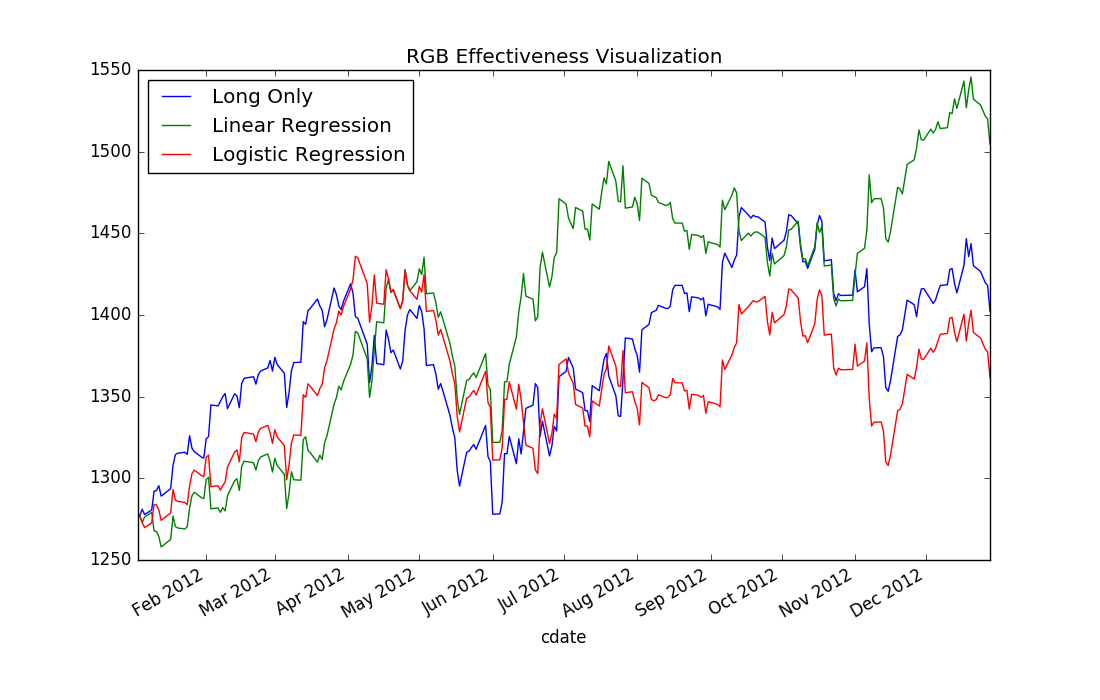 RGB Effectiveness Visualization
Long Only
Linear Regression
Logistic Regression
1550
1500
1450
1400
1350
1300
1250
Feb 2012
Mar 2012
Apr 2012
May 2012
Jun 2012
Jul 2012
Aug 2012
Sep 2012
Oct 2012
Nov 2012
Dec 2012
cdate